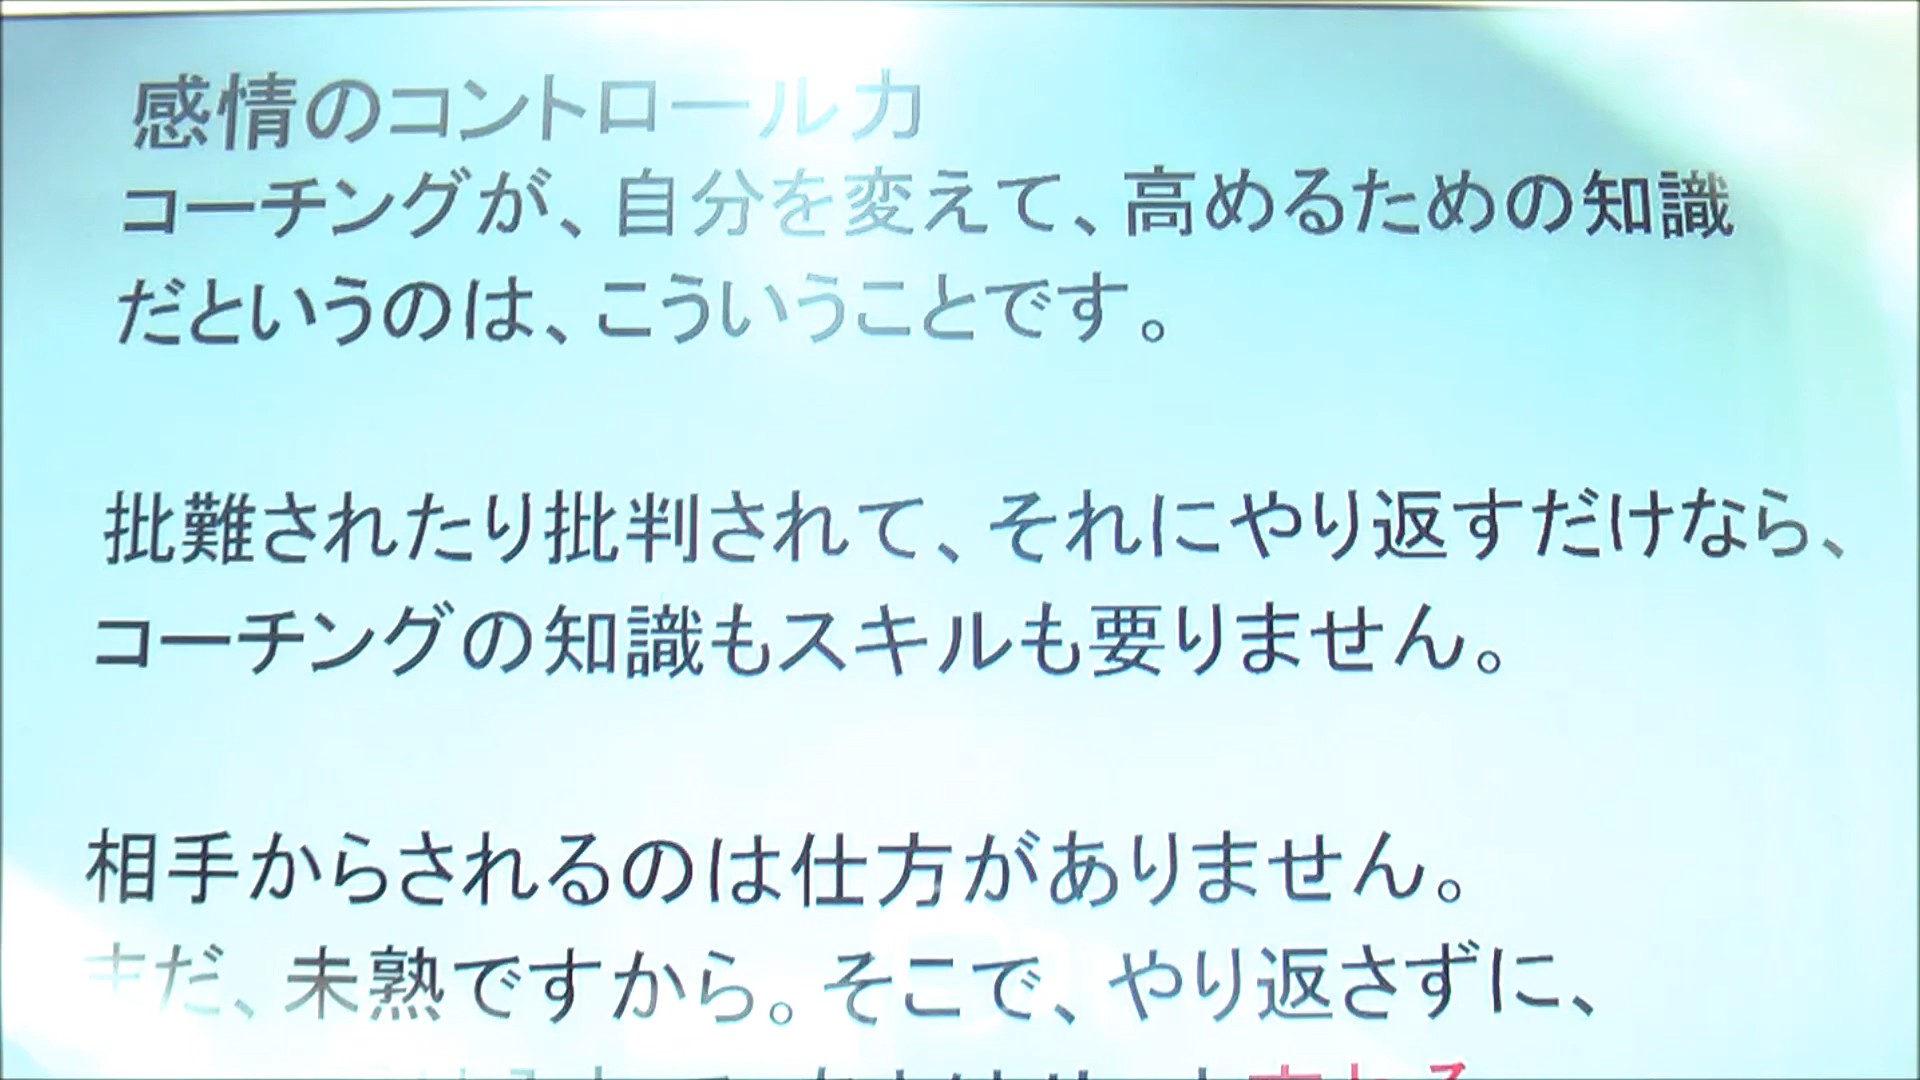 感情のコントロール力
コーチングが、自分を変えて、高めるための知識
だというのは、こういうことです。
批難されたり批判されて、それにやり返すだけなら、
コーチングの知識もスキルも要りません。
相手からされるのは仕方がありません。
まだ、未熟ですから。そこで、やり返さずに、